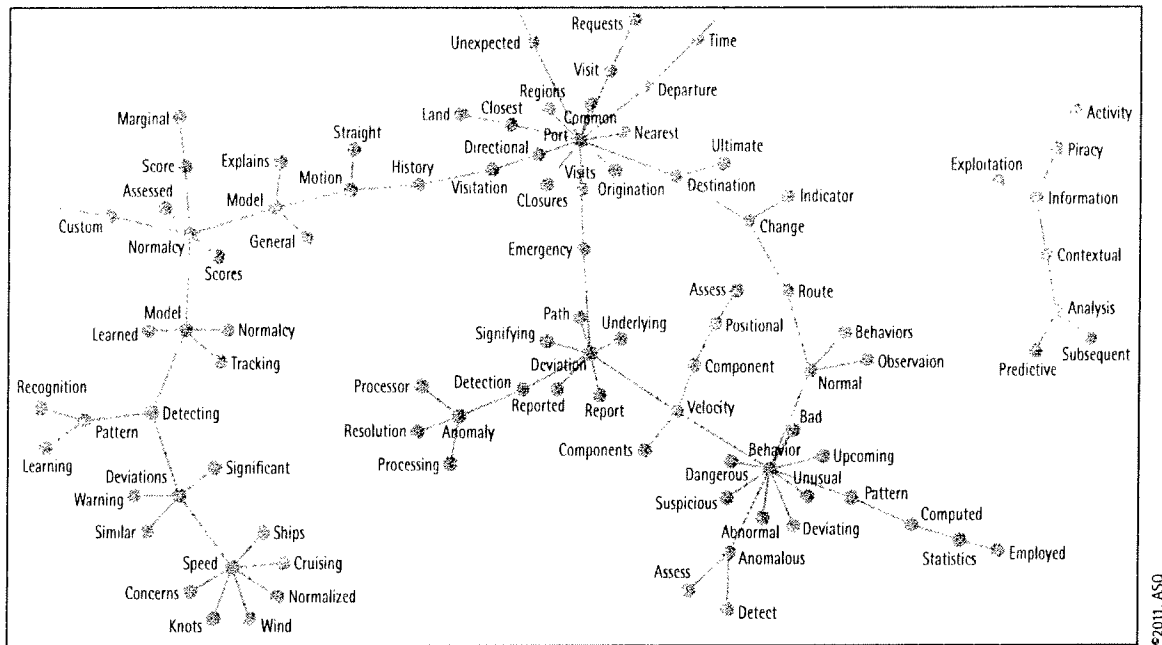 Requests
Unexpected
Time
Visit
Regions
Departure
Closest
Common
Land
Marginal
Activity
Port
Nearest
Straight
Directional
Piracy
Explains
Ultimate
Score
History
Exploitation
Motion
Visits
Assessed
Visitation
Origination
Destination
Model
CLosures
Indicator
Information
Custom
Change
Normalcy
General
Emergency
Contextual
Scores
Assess
Route
Model
Path
Underlying
Analysis
Learned
Normalcy
Signifying
Positional
Behaviors
Subsequent
Tracking
Deviation
Component
Observaion
Predictive
Processor
Detection
Normal
Recognition
Reported
Report
Detecting
Velocity
Bad
Pattern
Resolution
Anomaly
Components
Behavior
Learning
Processing
Upcoming
Deviations
Significant
Dangerous
Unusual
Warning
Suspicious
Pattern
Similar
Abnormal
Deviating
Computed
Ships
Statistics
Employed
Speed
Cruising
Anomalous
Concerns
Normalized
Assess
Knots
Wind
Detect
©2011, ASO